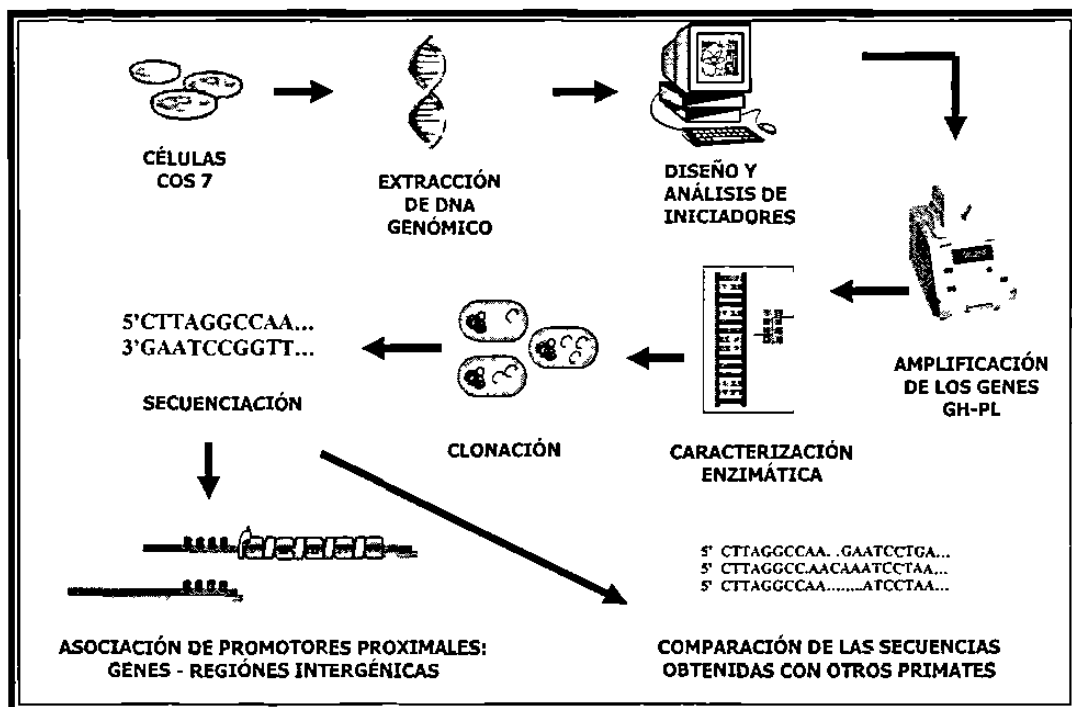 CÉLULAS
COS 7
EXTRACCIÓN
DE DNA
GENÓMICO
DISEÑO Y
ANÁLISIS DE
INICIADORES
AMPLIFICACIÓN
DE LOS GENES
GH-PL
CARACTERIZACIÓN
ENZIMÁTICA
CLONACIÓN
5'CTTAGGCCAA...
3'GAATCCGGTT...
SECUENCIACIÓN
ASOCIACIÓN DE PROMOTORES PROXIMALES:
GENES - REGIÓNES INTERGÉNICAS
5' CTTAGGCCAA. .GAATCCTGA...
5' CTTAGGCC.AACAAATCCTAA...
5' CTTAGGCCAA........ATCCTAA...
COMPARACIÓN DE LAS SECUENCIAS
OBTENIDAS CON OTROS PRIMATES